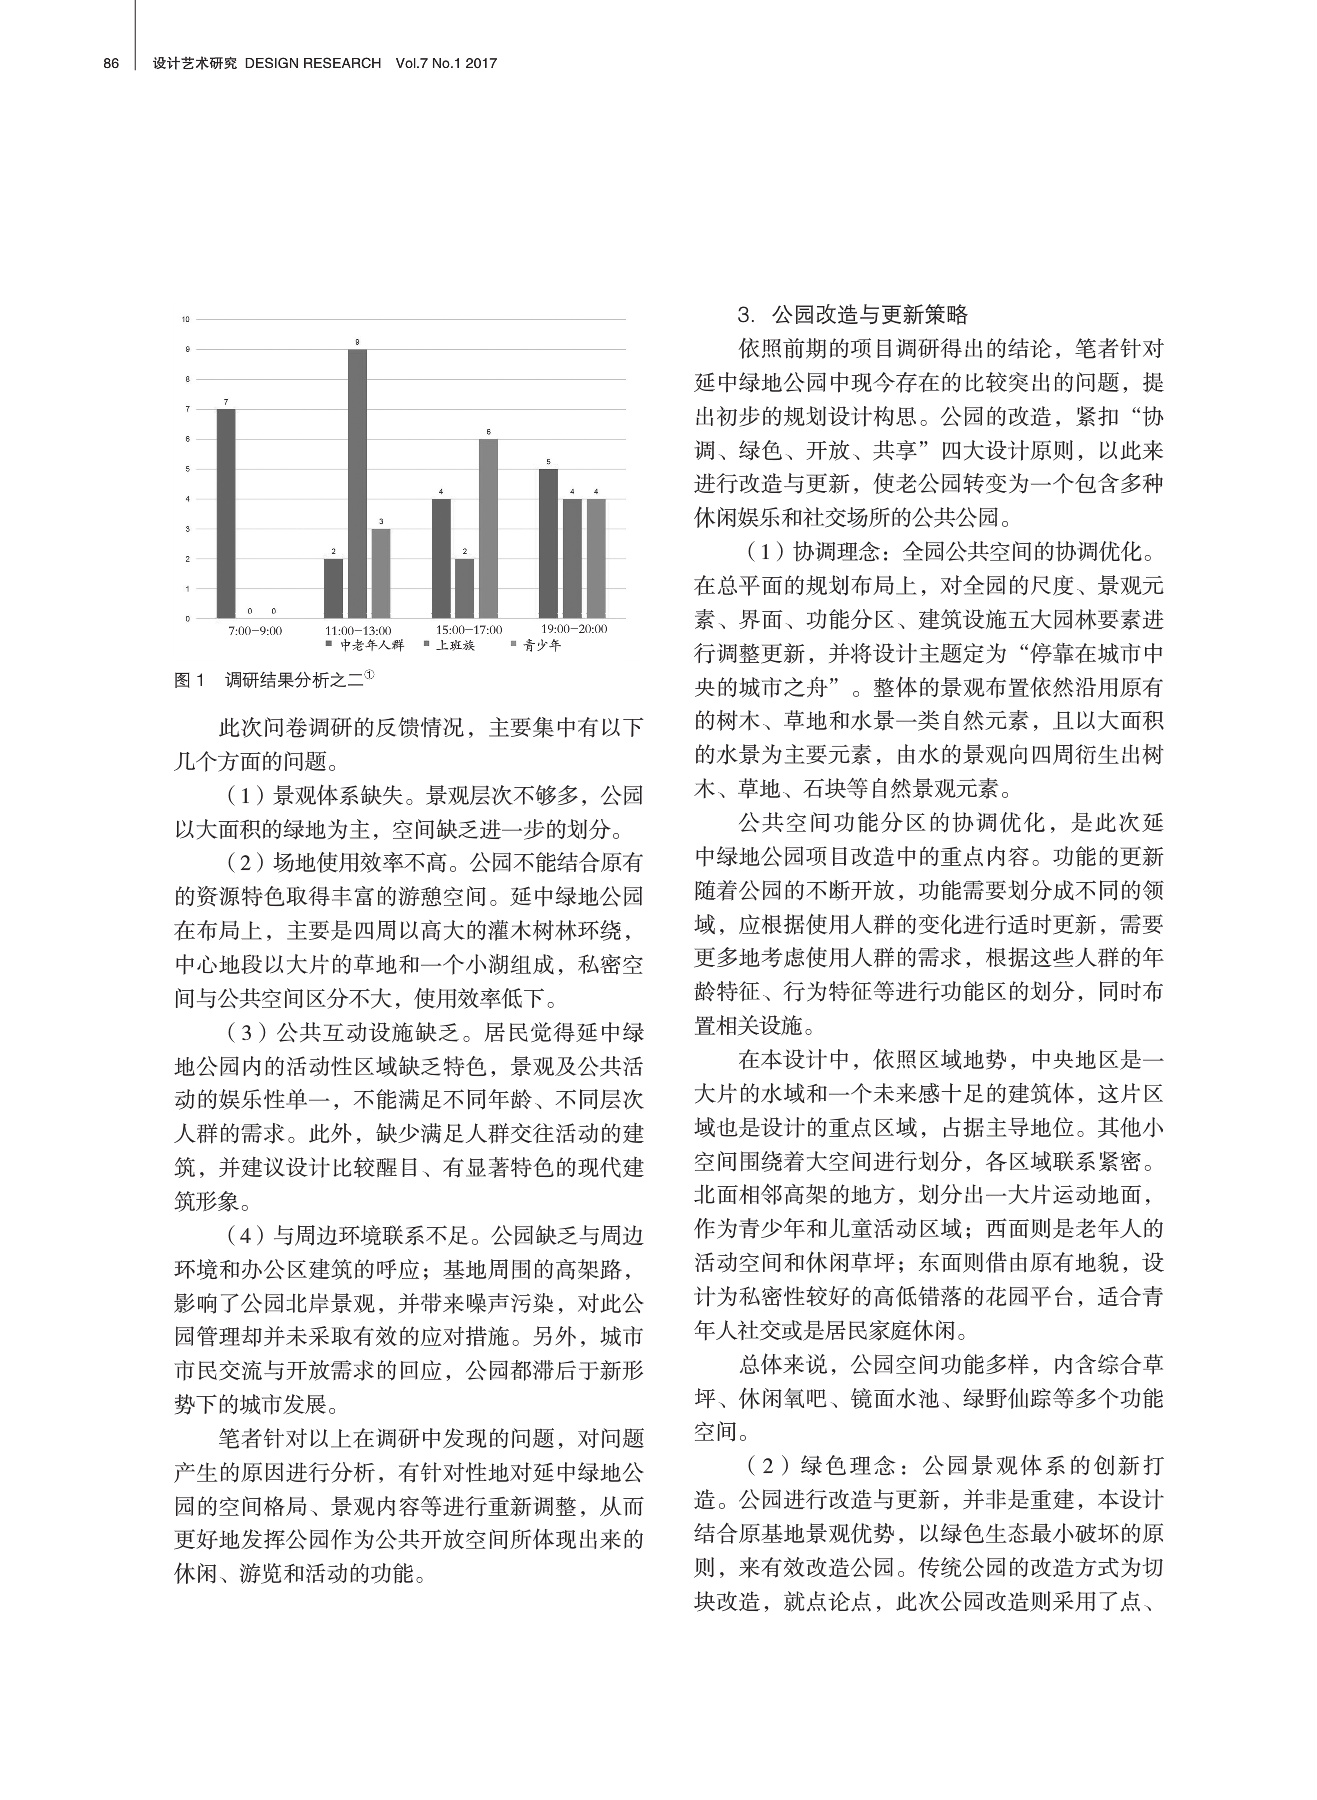 86 设计艺术研究 DESIGN RESEARCH Vol.7 No.1 2017
10
9
8
7
6
5
4
3
2
1
0
7
0
0
2
9
3
4
2
6
5
4
4
7:00—9:00 11:00—13:00 15:00—17:00 19:00—20:00
■ 中老年人群 ■ 上班族 ■ 青少年
图 1 调研结果分析之二①
此次问卷调研的反馈情况，主要集中有以下
几个方面的问题。
（1）景观体系缺失。景观层次不够多，公园
以大面积的绿地为主，空间缺乏进一步的划分。
（2）场地使用效率不高。公园不能结合原有
的资源特色取得丰富的游憩空间。延中绿地公园
在布局上，主要是四周以高大的灌木树林环绕，
中心地段以大片的草地和一个小湖组成，私密空
间与公共空间区分不大，使用效率低下。
（3）公共互动设施缺乏。居民觉得延中绿
地公园内的活动性区域缺乏特色，景观及公共活
动的娱乐性单一，不能满足不同年龄、不同层次
人群的需求。此外，缺少满足人群交往活动的建
筑，并建议设计比较醒目、有显著特色的现代建
筑形象。
（4）与周边环境联系不足。公园缺乏与周边
环境和办公区建筑的呼应；基地周围的高架路，
影响了公园北岸景观，并带来噪声污染，对此公
园管理却并未采取有效的应对措施。另外，城市
市民交流与开放需求的回应，公园都滞后于新形
势下的城市发展。
笔者针对以上在调研中发现的问题，对问题
产生的原因进行分析，有针对性地对延中绿地公
园的空间格局、景观内容等进行重新调整，从而
更好地发挥公园作为公共开放空间所体现出来的
休闲、游览和活动的功能。
3. 公园改造与更新策略
依照前期的项目调研得出的结论，笔者针对
延中绿地公园中现今存在的比较突出的问题，提
出初步的规划设计构思。公园的改造，紧扣“协
调、绿色、开放、共享”四大设计原则，以此来
进行改造与更新，使老公园转变为一个包含多种
休闲娱乐和社交场所的公共公园。
（1）协调理念：全园公共空间的协调优化。
在总平面的规划布局上，对全园的尺度、景观元
素、界面、功能分区、建筑设施五大园林要素进
行调整更新，并将设计主题定为“停靠在城市中
央的城市之舟”。整体的景观布置依然沿用原有
的树木、草地和水景一类自然元素，且以大面积
的水景为主要元素，由水的景观向四周衍生出树
木、草地、石块等自然景观元素。
公共空间功能分区的协调优化，是此次延
中绿地公园项目改造中的重点内容。功能的更新
随着公园的不断开放，功能需要划分成不同的领
域，应根据使用人群的变化进行适时更新，需要
更多地考虑使用人群的需求，根据这些人群的年
龄特征、行为特征等进行功能区的划分，同时布
置相关设施。
在本设计中，依照区域地势，中央地区是一
大片的水域和一个未来感十足的建筑体，这片区
域也是设计的重点区域，占据主导地位。其他小
空间围绕着大空间进行划分，各区域联系紧密。
北面相邻高架的地方，划分出一大片运动地面，
作为青少年和儿童活动区域；西面则是老年人的
活动空间和休闲草坪；东面则借由原有地貌，设
计为私密性较好的高低错落的花园平台，适合青
年人社交或是居民家庭休闲。
总体来说，公园空间功能多样，内含综合草
坪、休闲氧吧、镜面水池、绿野仙踪等多个功能
空间。
（2）绿色理念：公园景观体系的创新打
造。公园进行改造与更新，并非是重建，本设计
结合原基地景观优势，以绿色生态最小破坏的原
则，来有效改造公园。传统公园的改造方式为切
块改造，就点论点，此次公园改造则采用了点、